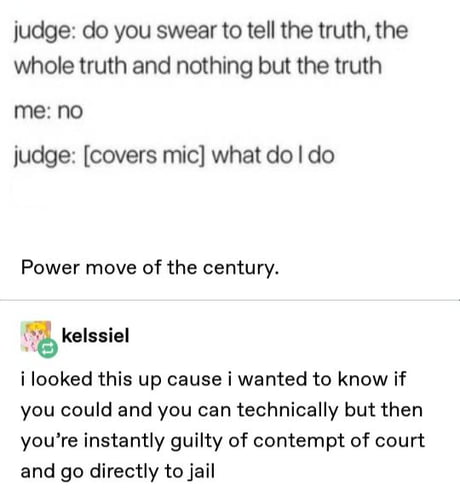 judge: do you swear to tell the truth, the
whole truth and nothing but the truth
me: no
judge: [covers mic] what do I do
Power move of the century.
kelssiel
i looked this up cause i wanted to know if
you could and you can technically but then
you're instantly guilty of contempt of court
and go directly to jail